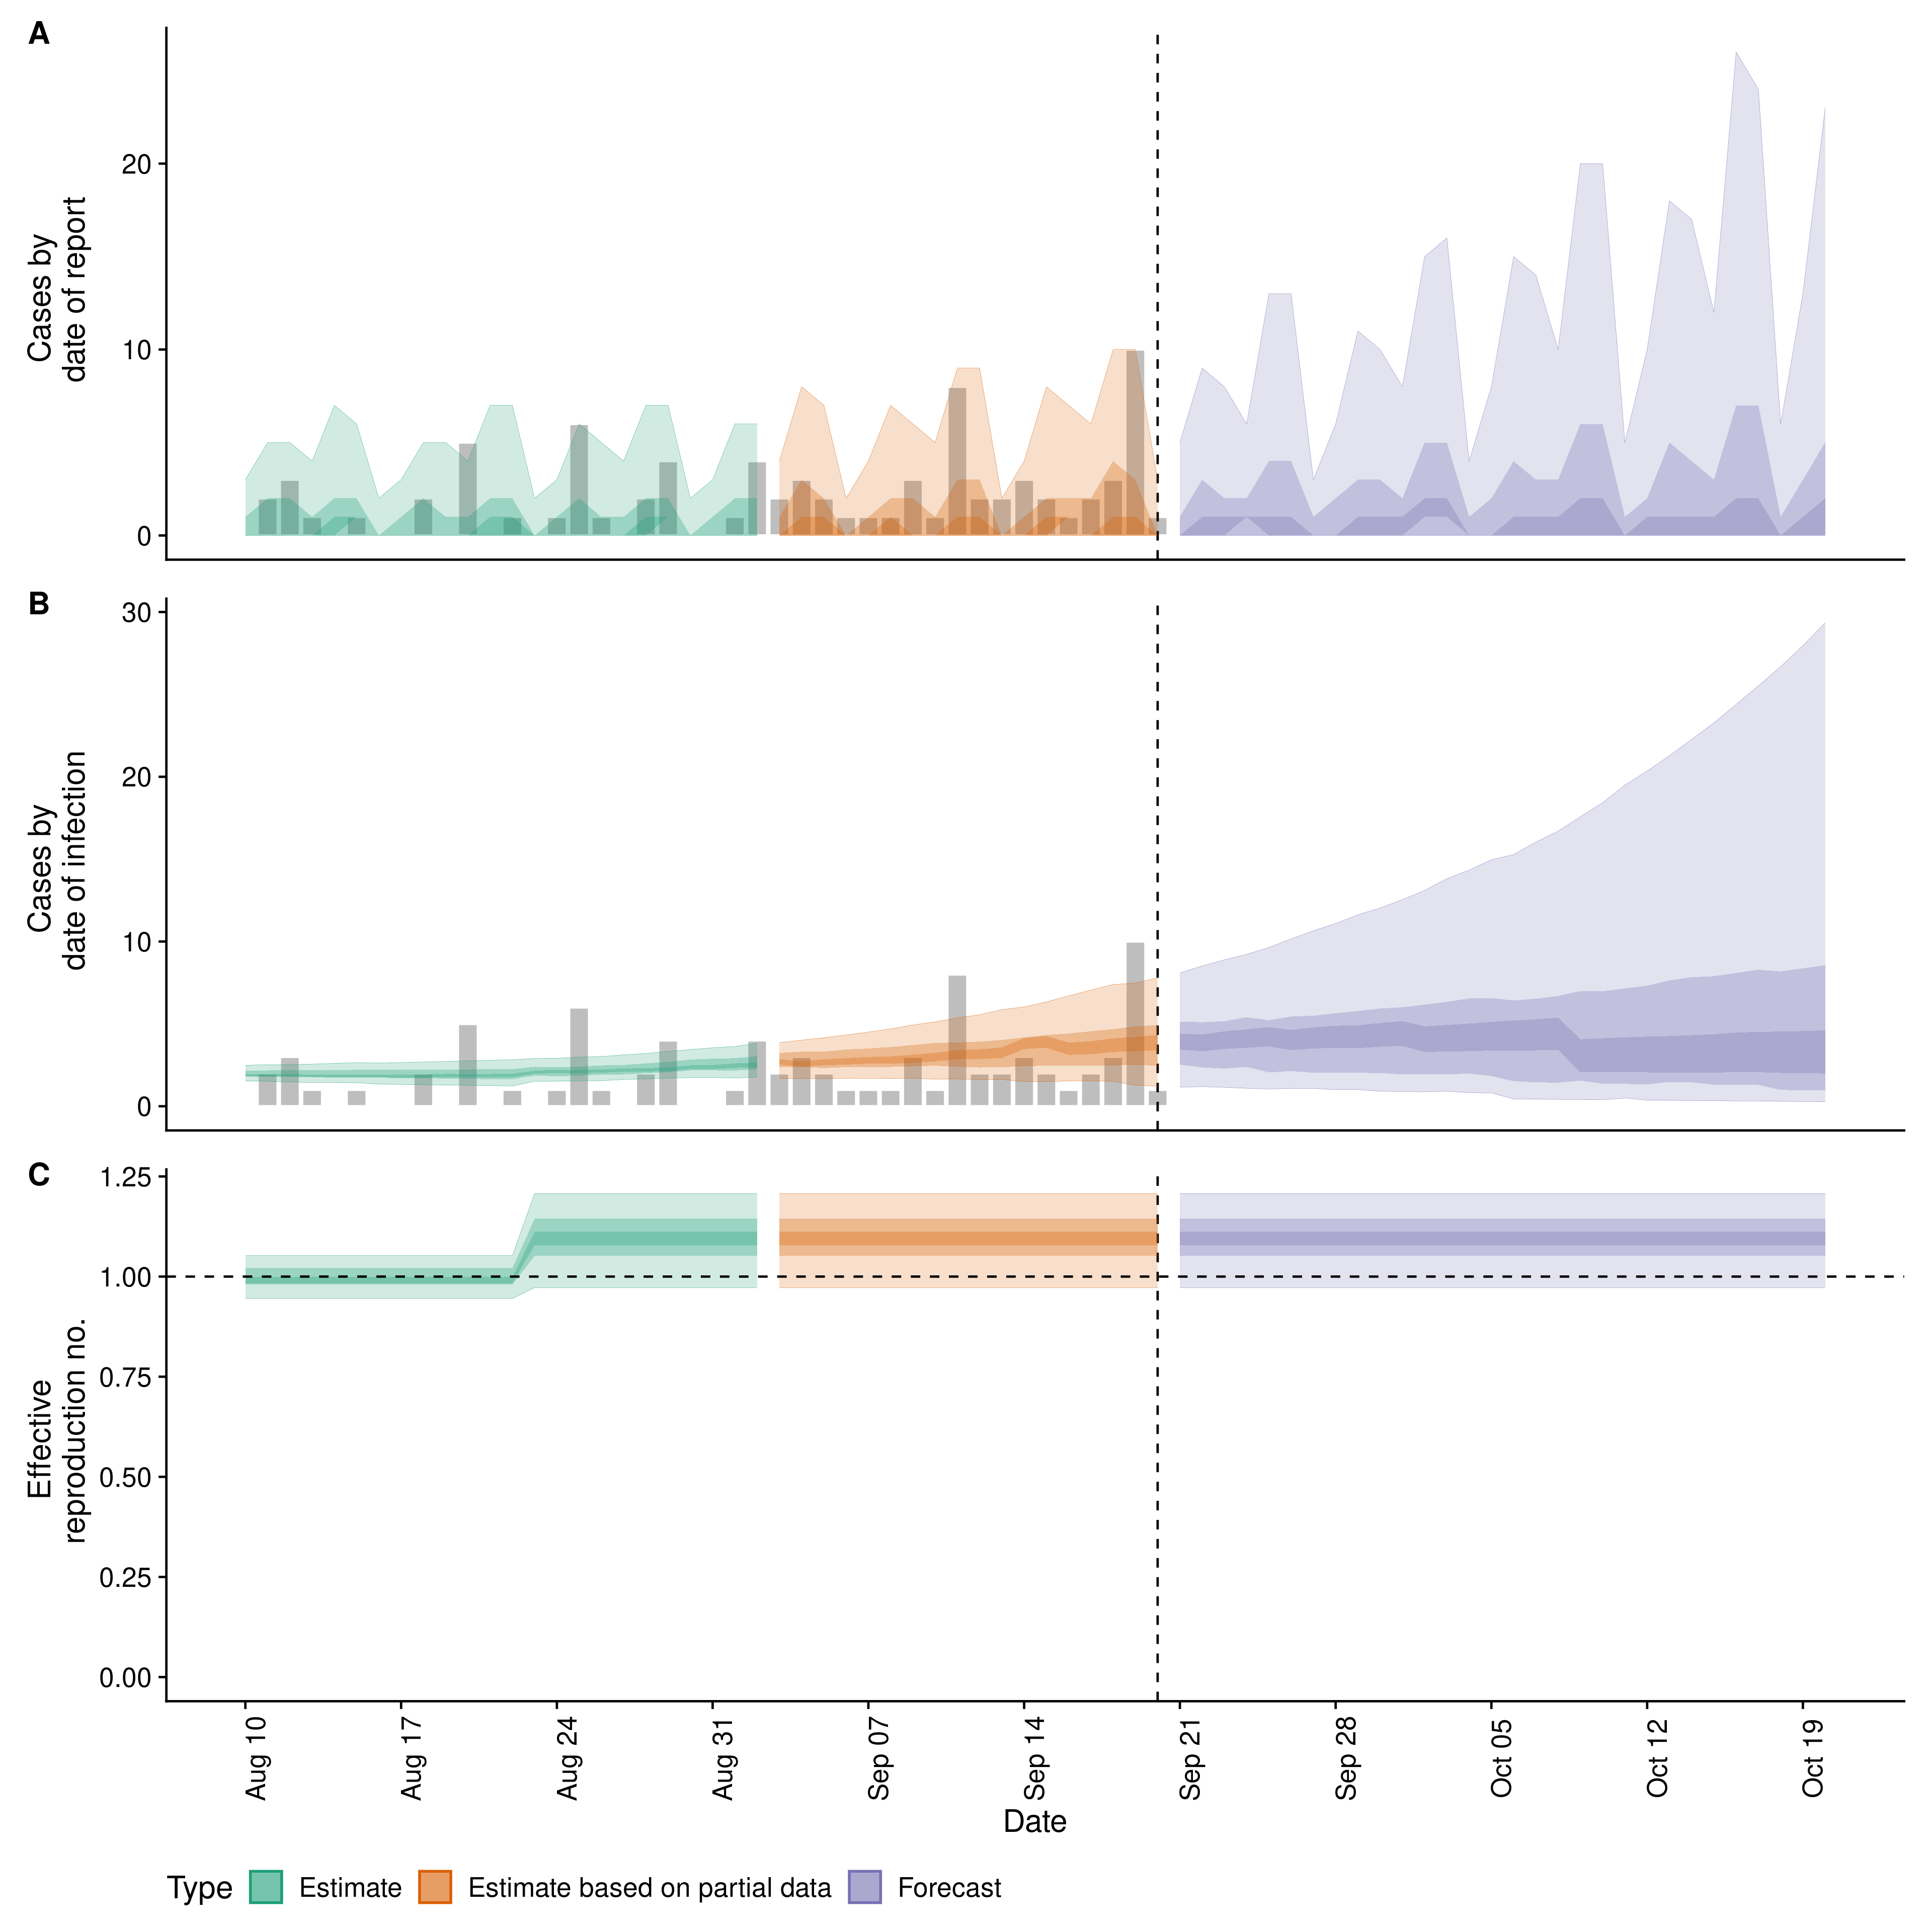 A
Cases by
date of report
20
10
0
B
Cases by
date of infection
30
20
10
0
C
Effective
reproduction no.
1.25
1.00
0.75
0.50
0.25
0.00
Aug 10
Aug 17
Aug 24
Aug 31
Sep 07
Sep 14
Sep 21
Sep 28
Oct 05
Oct 12
Oct 19
Date
Type Estimate Estimate based on partial data Forecast